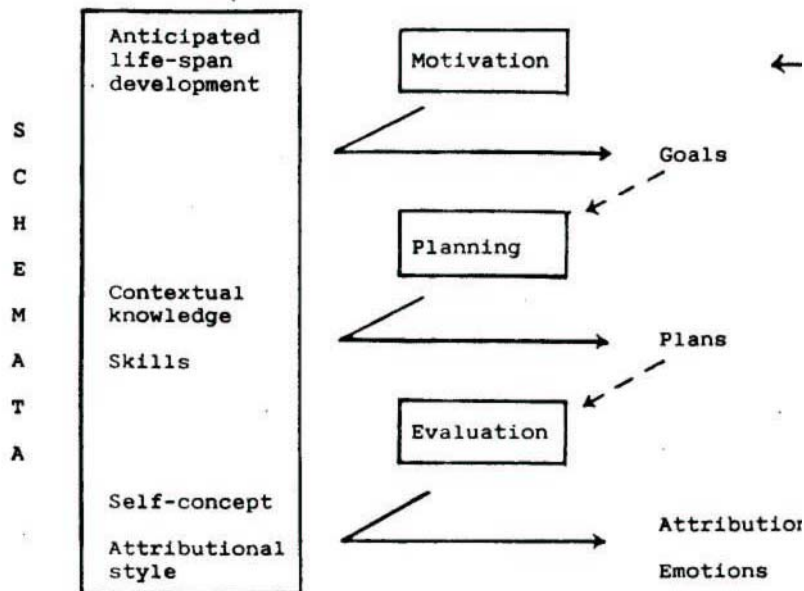 Anticipated
life-span
development
Motivation
S
C
H
E
M
A
T
A
Goals
Planning
Contextual
knowledge
Skills
Plans
Evaluation
Self-concept
Attributional
style
Attribution
Emotions